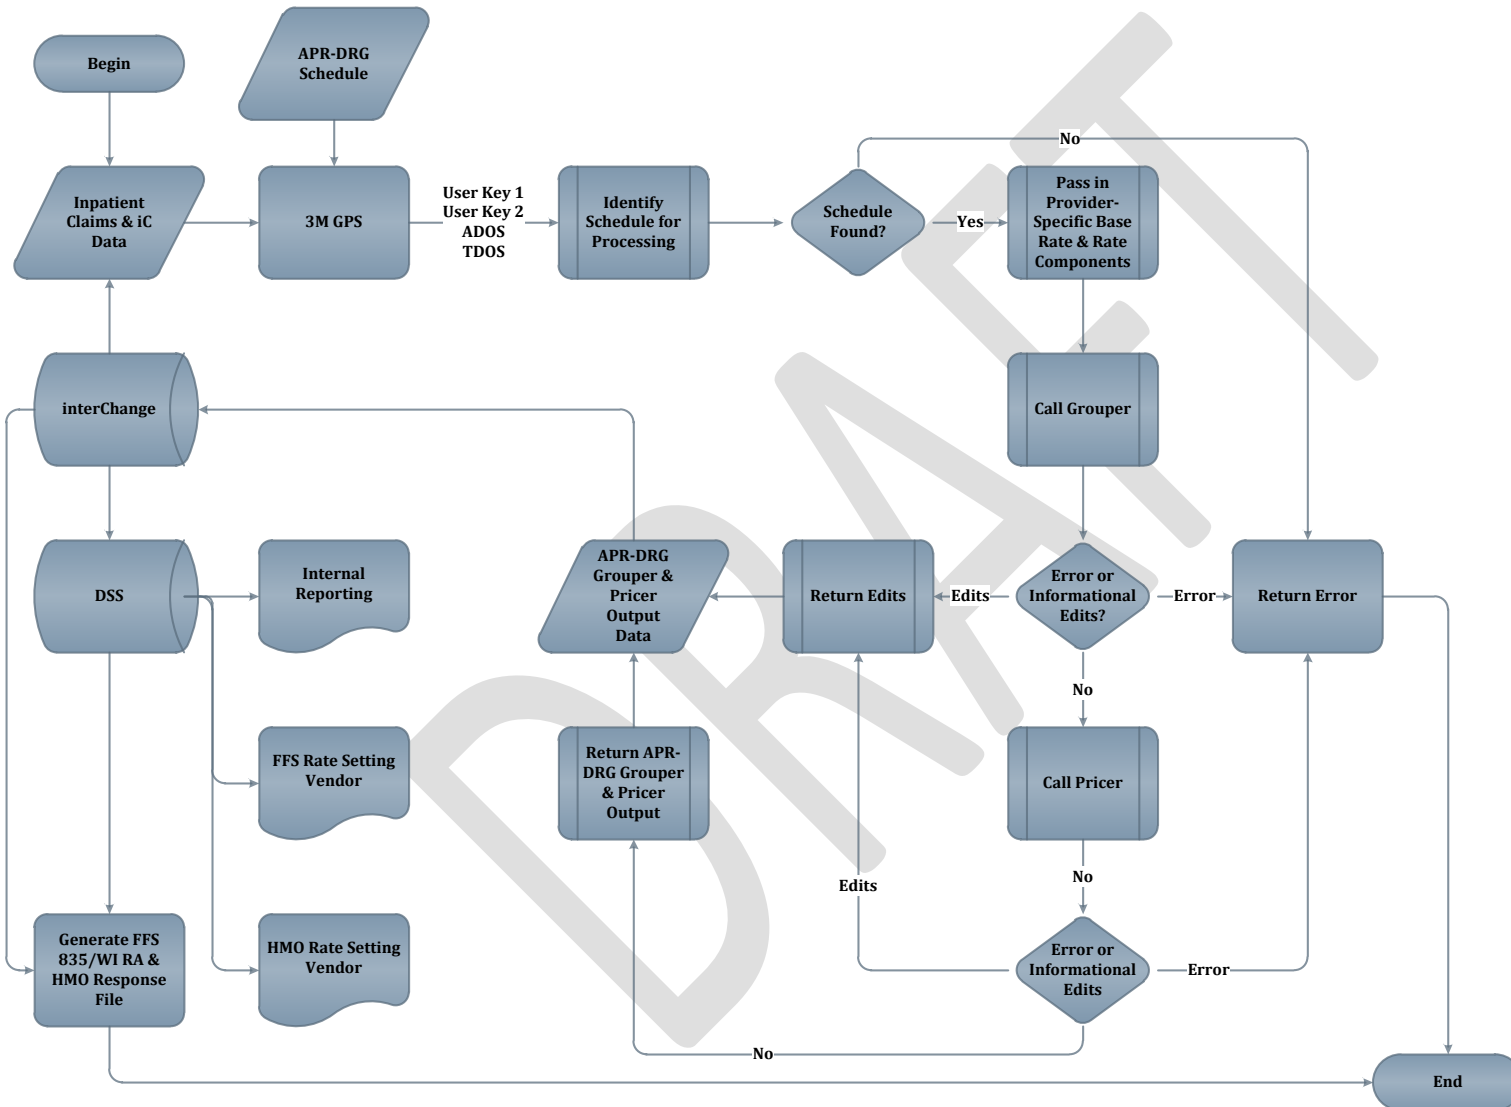 Begin
APR-DRG
Schedule
Inpatient
Claims & iC
Data
3M GPS
User Key 1
User Key 2
ADOS
TDOS
Identify
Schedule for
Processing
Schedule
Found?
No
Yes
Pass in
Provider-
Specific Base
Rate & Rate
Components
interChange
Call Grouper
DSS
Internal
Reporting
APR-DRG
Grouper &
Pricer
Output
Data
Return Edits
Edits
Error or
Informational
Edits?
Error
Return Error
No
FFS Rate Setting
Vendor
Return APR-
DRG Grouper
& Pricer
Output
Call Pricer
Edits
No
Generate FFS
835/WI RA &
HMO Response
File
HMO Rate Setting
Vendor
Error or
Informational
Edits
Error
No
End
DRAFT